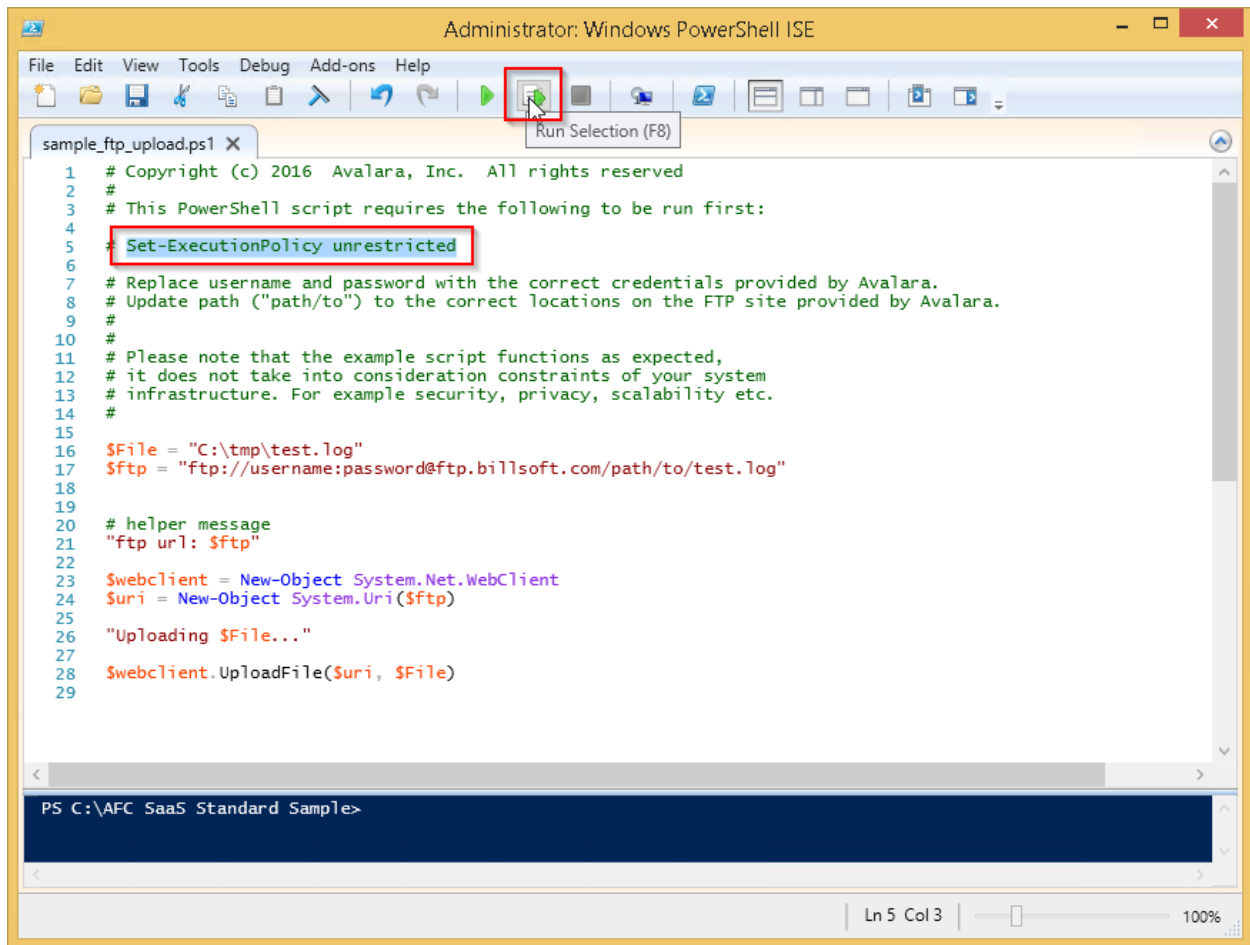 Administrator: Windows PowerShell ISE
File Edit View Tools Debug Add-ons Help
Run Selection (F8)
sample_ftp_upload.ps1
1 # Copyright (c) 2016  Avalara, Inc.  All rights reserved
2 #
3 # This PowerShell script requires the following to be run first:
4
5 # Set-ExecutionPolicy unrestricted
6
7 # Replace username and password with the correct credentials provided by Avalara.
8 # Update path ("path/to") to the correct locations on the FTP site provided by Avalara.
9 #
10 #
11 # Please note that the example script functions as expected,
12 # it does not take into consideration constraints of your system
13 # infrastructure. For example security, privacy, scalability etc.
14 #
15
16 $File = "C:\tmp\test.log"
17 $ftp = "ftp://username:password@ftp.billsoft.com/path/to/test.log"
18
19
20 # helper message
21 "ftp url: $ftp"
22
23 $webclient = New-Object System.Net.WebClient
24 $uri = New-Object System.Uri($ftp)
25
26 "Uploading $File..."
27
28 $webclient.UploadFile($uri, $File)
29
PS C:\AFC SaaS Standard Sample>
Ln 5 Col 3 100%